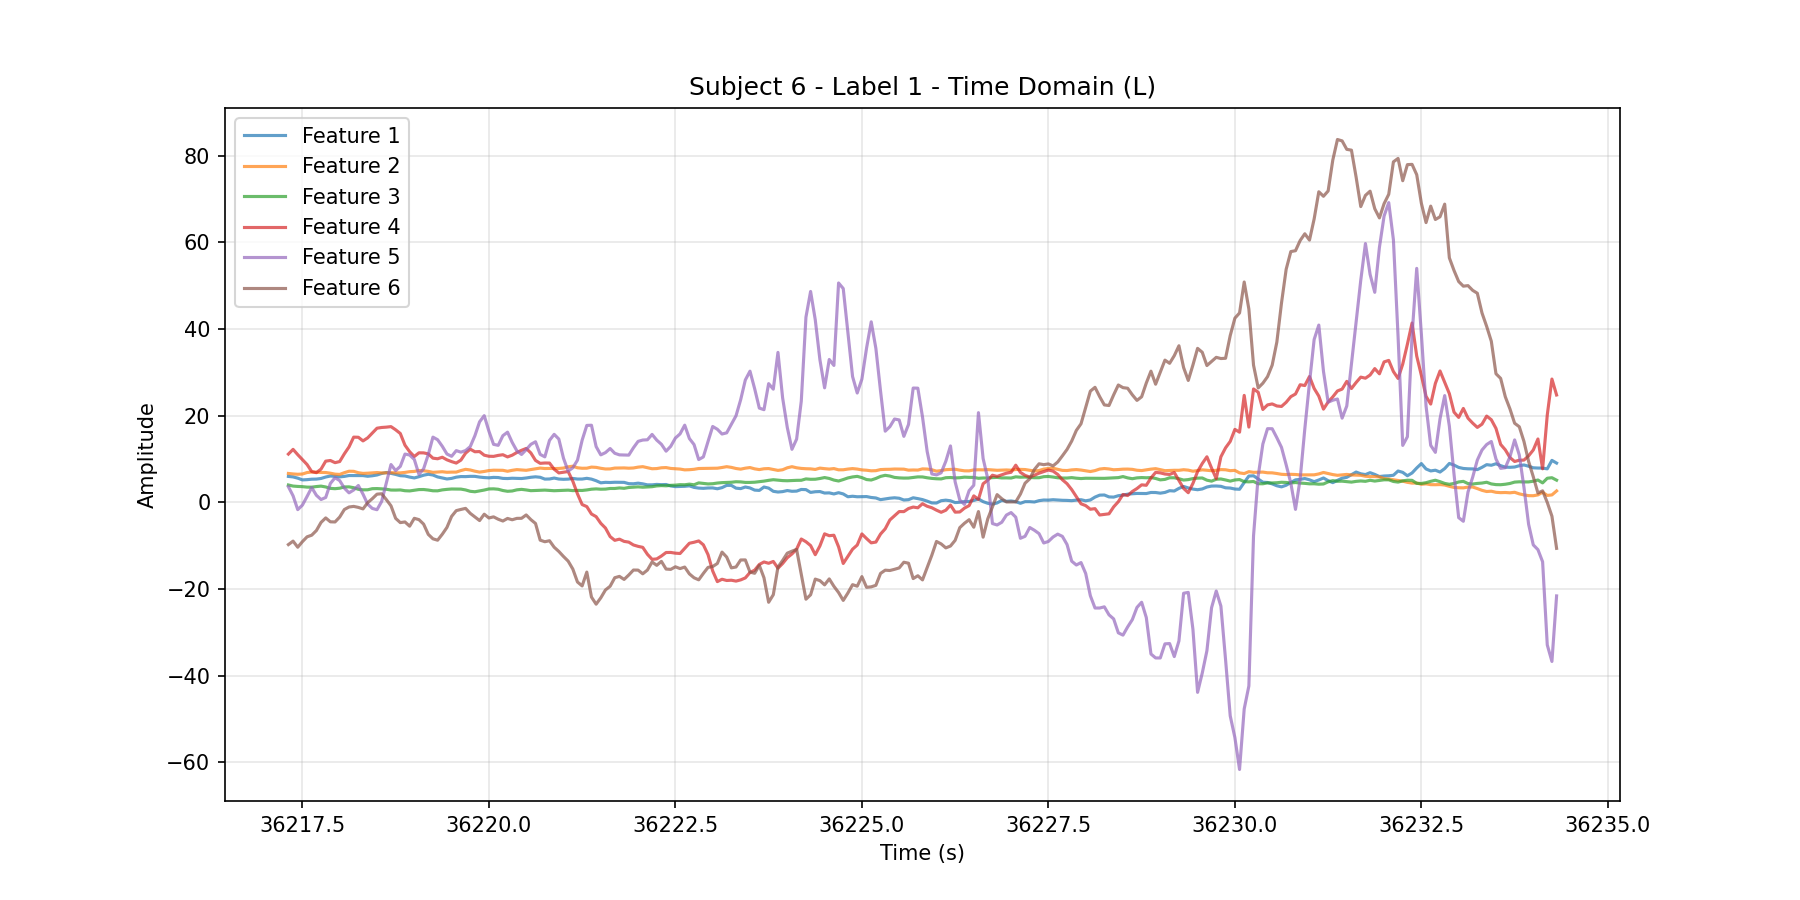 Subject 6 - Label 1 - Time Domain (L)
Feature 1
Feature 2
Feature 3
Feature 4
Feature 5
Feature 6
80
60
40
20
0
−20
−40
−60
Amplitude
36217.5 36220.0 36222.5 36225.0 36227.5 36230.0 36232.5 36235.0
Time (s)